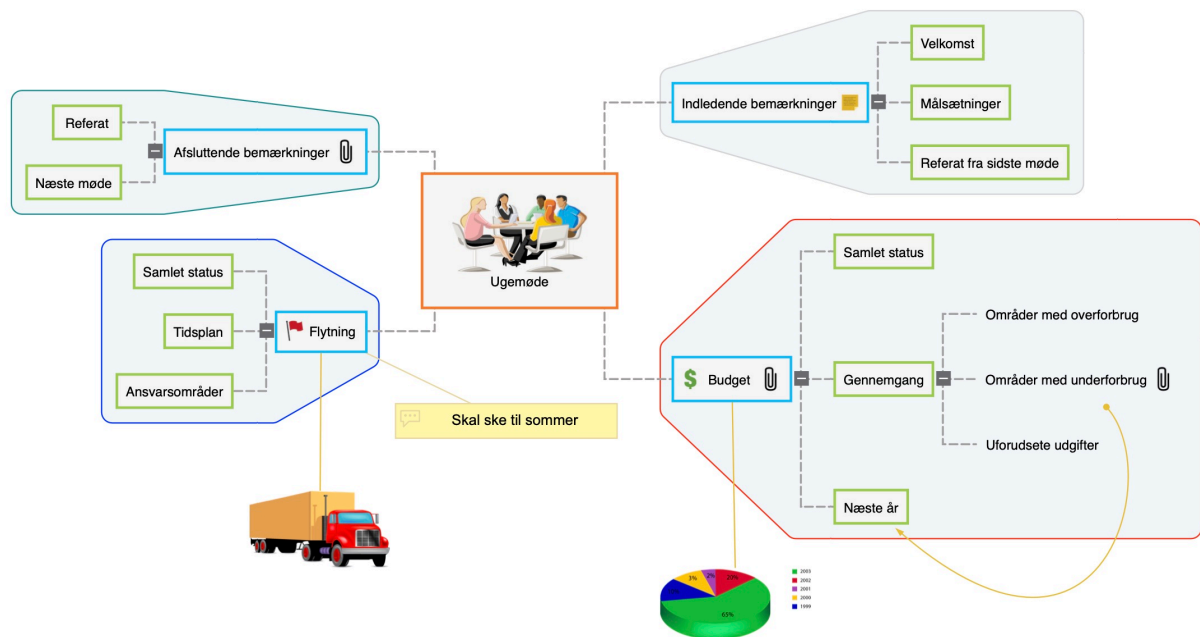 Velkomst
Indledende bemærkninger
Målsætninger
Referat fra sidste møde
Referat
Afsluttende bemærkninger
Næste møde
Ugemøde
Samlet status
Tidsplan
Flytning
Ansvarsområder
Skal ske til sommer
Samlet status
Områder med overforbrug
$ Budget
Gennemgang
Områder med underforbrug
Uforudsete udgifter
Næste år
3%
2%
20%
65%
2003
2002
2001
2000
1999